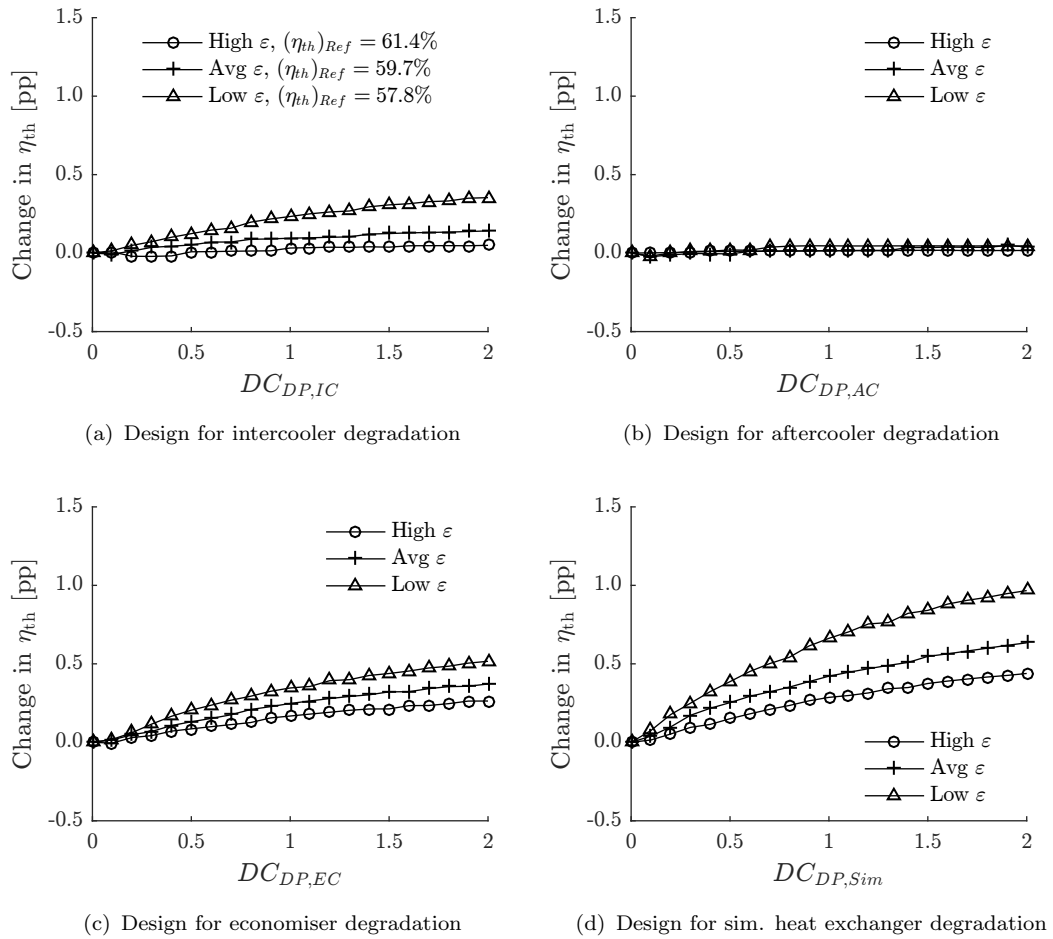 1.5
1.0
0.5
0.0
-0.5
Change in η_th [pp]
High ε, (η_th)_Ref = 61.4%
Avg ε, (η_th)_Ref = 59.7%
Low ε, (η_th)_Ref = 57.8%
0 0.5 1 1.5 2
DC_DP,IC
(a) Design for intercooler degradation
1.5
1.0
0.5
0.0
-0.5
Change in η_th [pp]
High ε
Avg ε
Low ε
0 0.5 1 1.5 2
DC_DP,AC
(b) Design for aftercooler degradation
1.5
1.0
0.5
0.0
-0.5
Change in η_th [pp]
High ε
Avg ε
Low ε
0 0.5 1 1.5 2
DC_DP,EC
(c) Design for economiser degradation
1.5
1.0
0.5
0.0
-0.5
Change in η_th [pp]
High ε
Avg ε
Low ε
0 0.5 1 1.5 2
DC_DP,Sim
(d) Design for sim. heat exchanger degradation